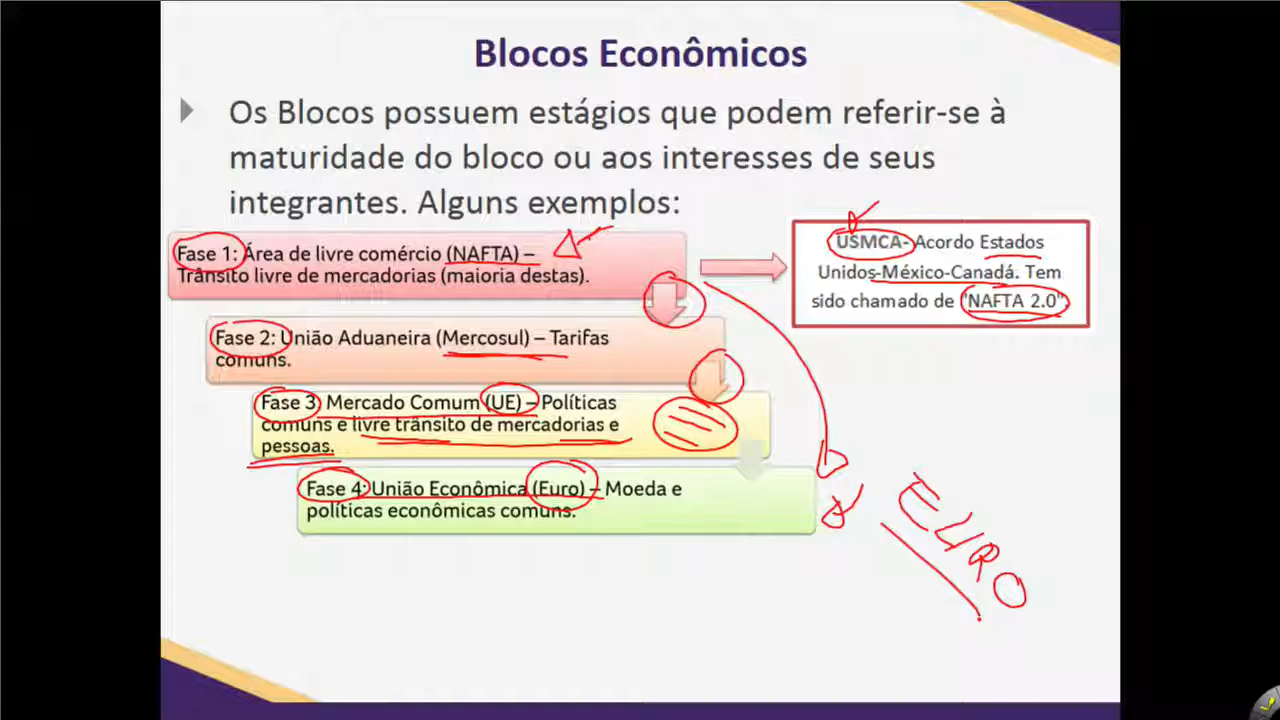 Blocos Econômicos
Os Blocos possuem estágios que podem referir-se à
maturidade do bloco ou aos interesses de seus
integrantes. Alguns exemplos:
Fase 1: Área de livre comércio (NAFTA) –
Trânsito livre de mercadorias (maioria destas).
USMCA- Acordo Estados
Unidos-México-Canadá. Tem
sido chamado de "NAFTA 2.0".
Fase 2: União Aduaneira (Mercosul) – Tarifas
comuns.
Fase 3: Mercado Comum (UE) – Políticas
comuns e livre trânsito de mercadorias e
pessoas.
Fase 4: União Econômica (Euro) – Moeda e
políticas econômicas comuns.
EURO